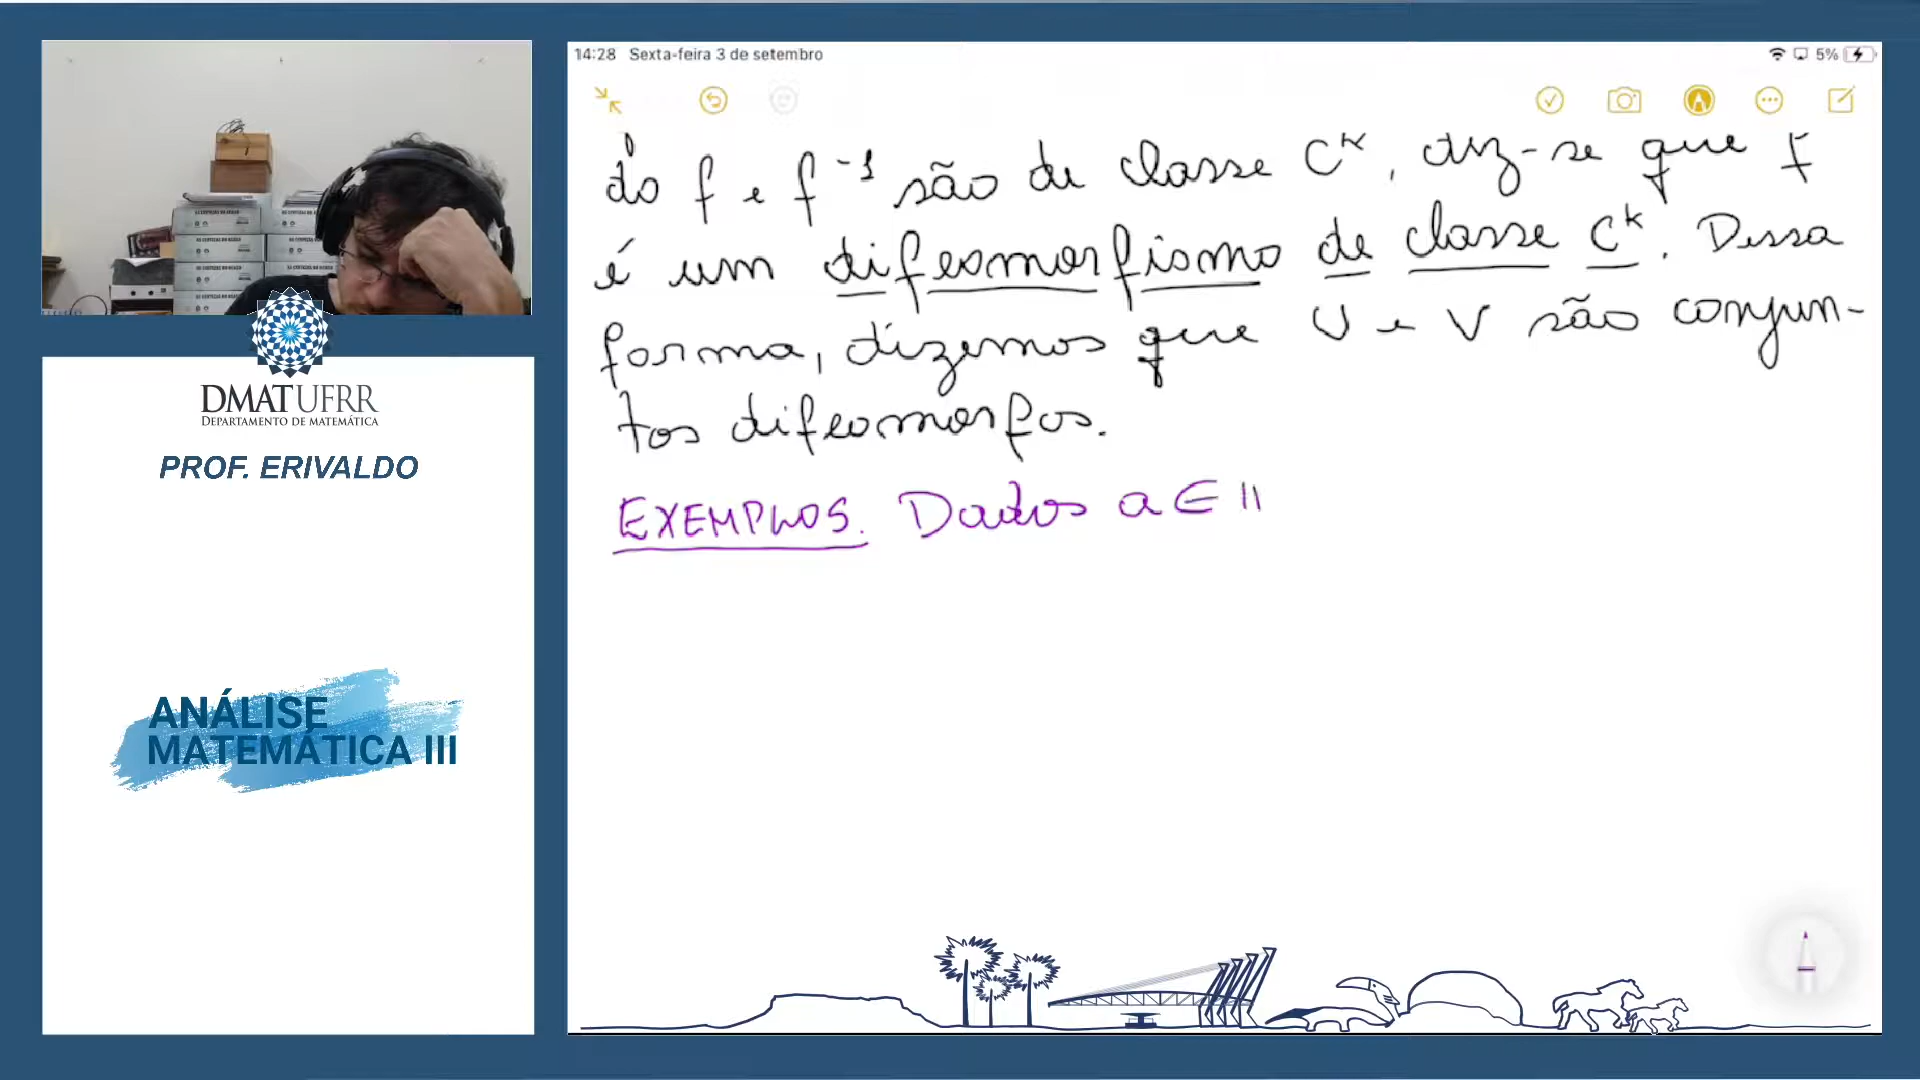 14:28 Sexta-feira 3 de setembro
5%
do f e f⁻¹ são de classe Cᵏ, diz-se que f
é um difeomorfismo de classe Cᵏ. Dessa
forma, dizemos que U e V são conjun-
tos difeomorfos.
EXEMPLOS. Dados a ∈
DMATUFRR
DEPARTAMENTO DE MATEMÁTICA
PROF. ERIVALDO
ANÁLISE
MATEMÁTICA III